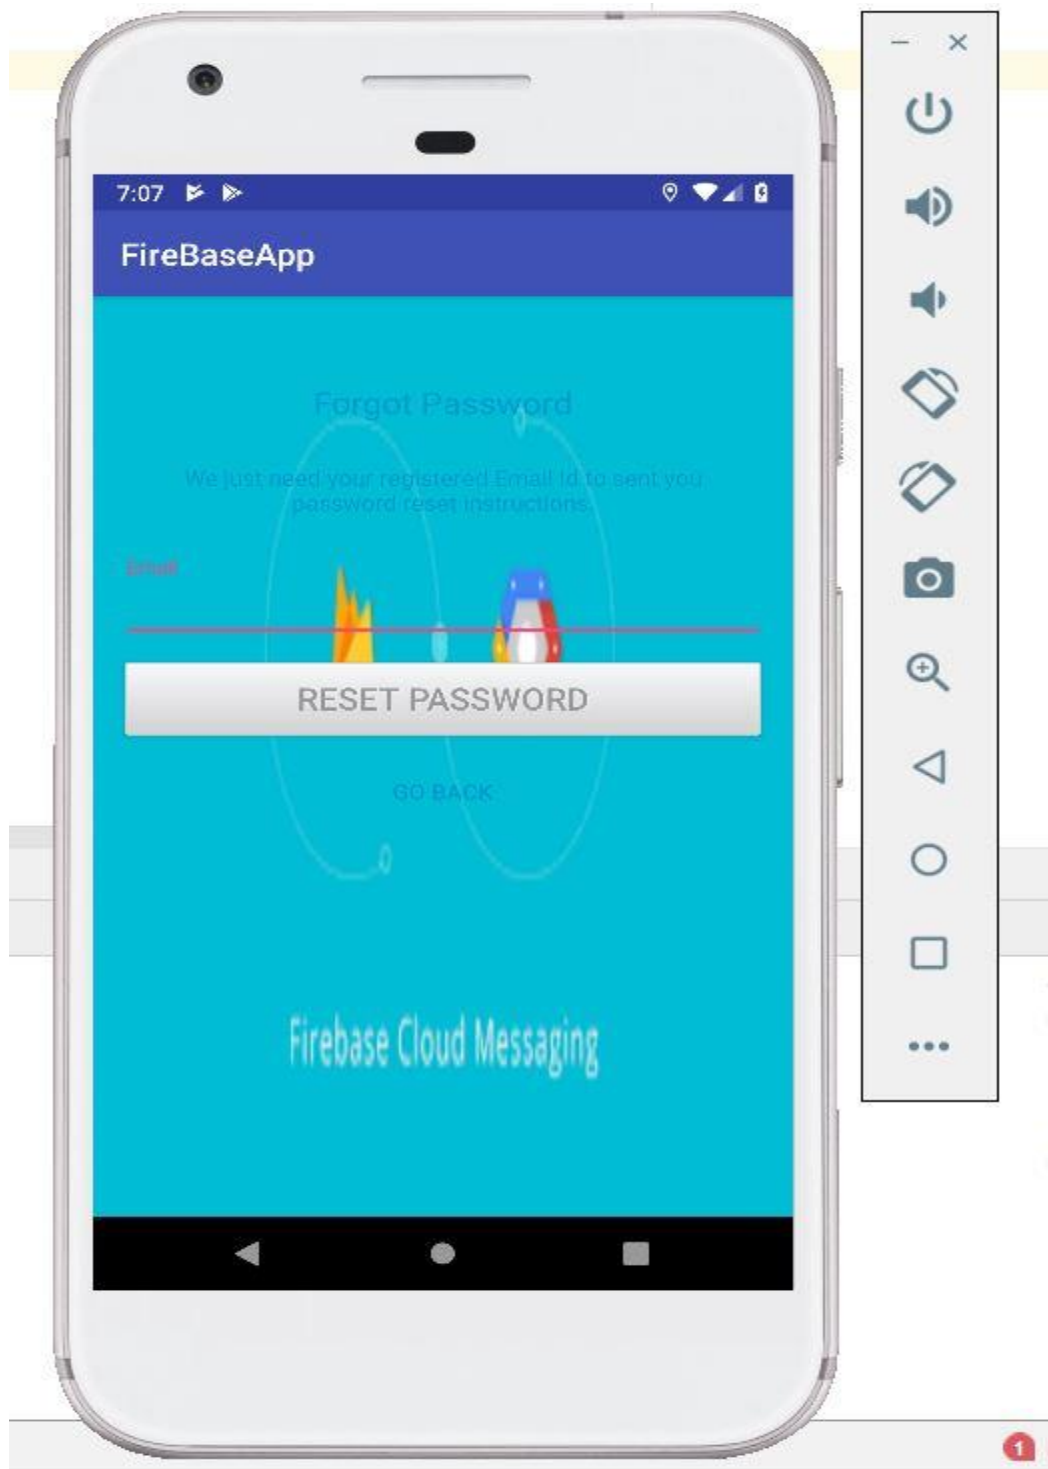 7:07
FireBaseApp
Forgot Password
We just need your registered Email Id to sent you
password reset instructions.
Email
RESET PASSWORD
GO BACK
Firebase Cloud Messaging
1